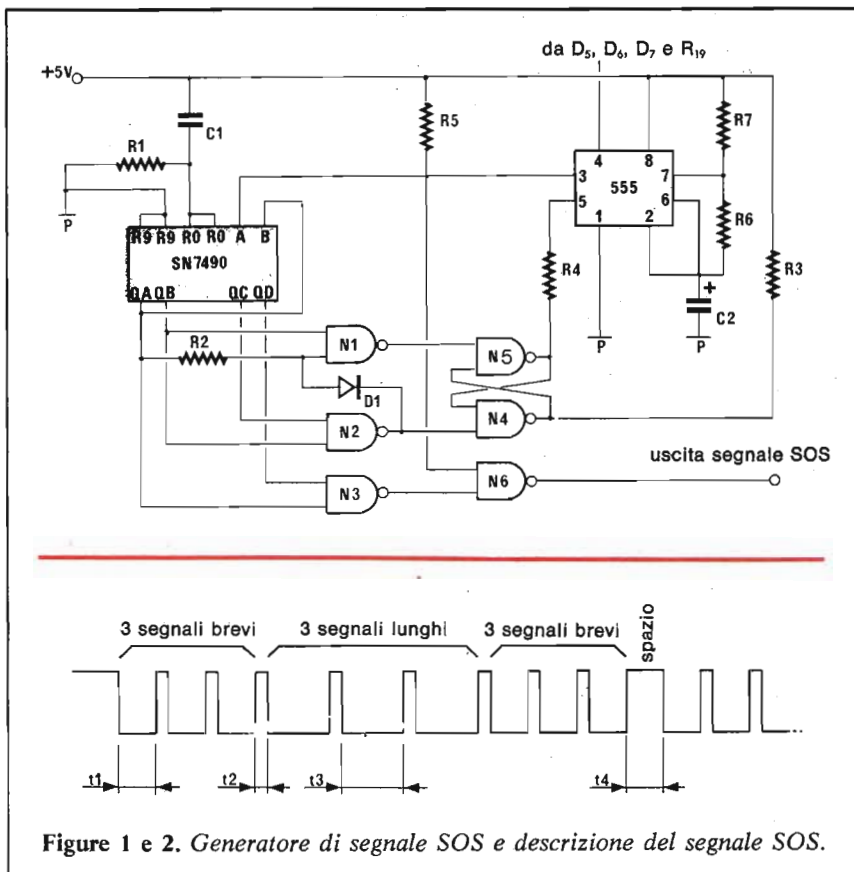 da D₅, D₆, D₇ e R₁₉
+5V
C1
R5
R7
R1
4 8
3 7
555
5 6
1 2
P
R9 R9 R0 R0 A B
SN7490
QA QB QC QD
R4
R6
R3
C2
P
P
R2
N1
N5
D1
N2
N4
uscita segnale SOS
N3
N6
3 segnali brevi
3 segnali lunghi
3 segnali brevi
spazio
t1
t2
t3
t4
Figure 1 e 2. Generatore di segnale SOS e descrizione del segnale SOS.